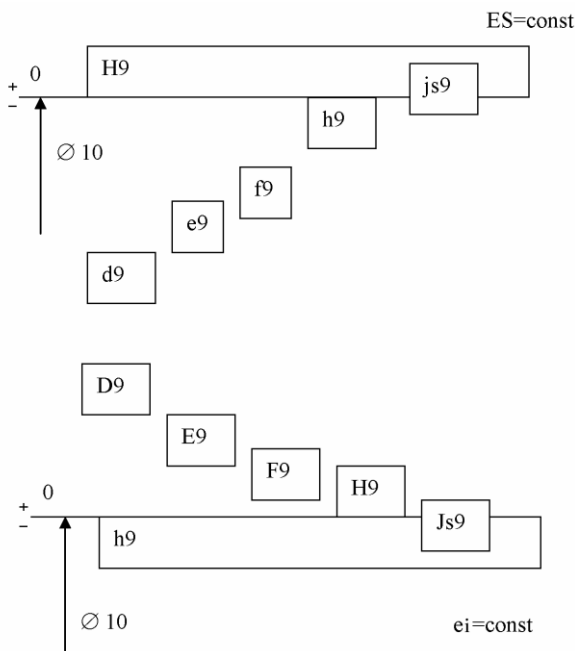 ES=const
H9
0
js9
+
−
h9
∅ 10
f9
e9
d9
D9
E9
F9
H9
0
+
−
Js9
h9
∅ 10
ei=const